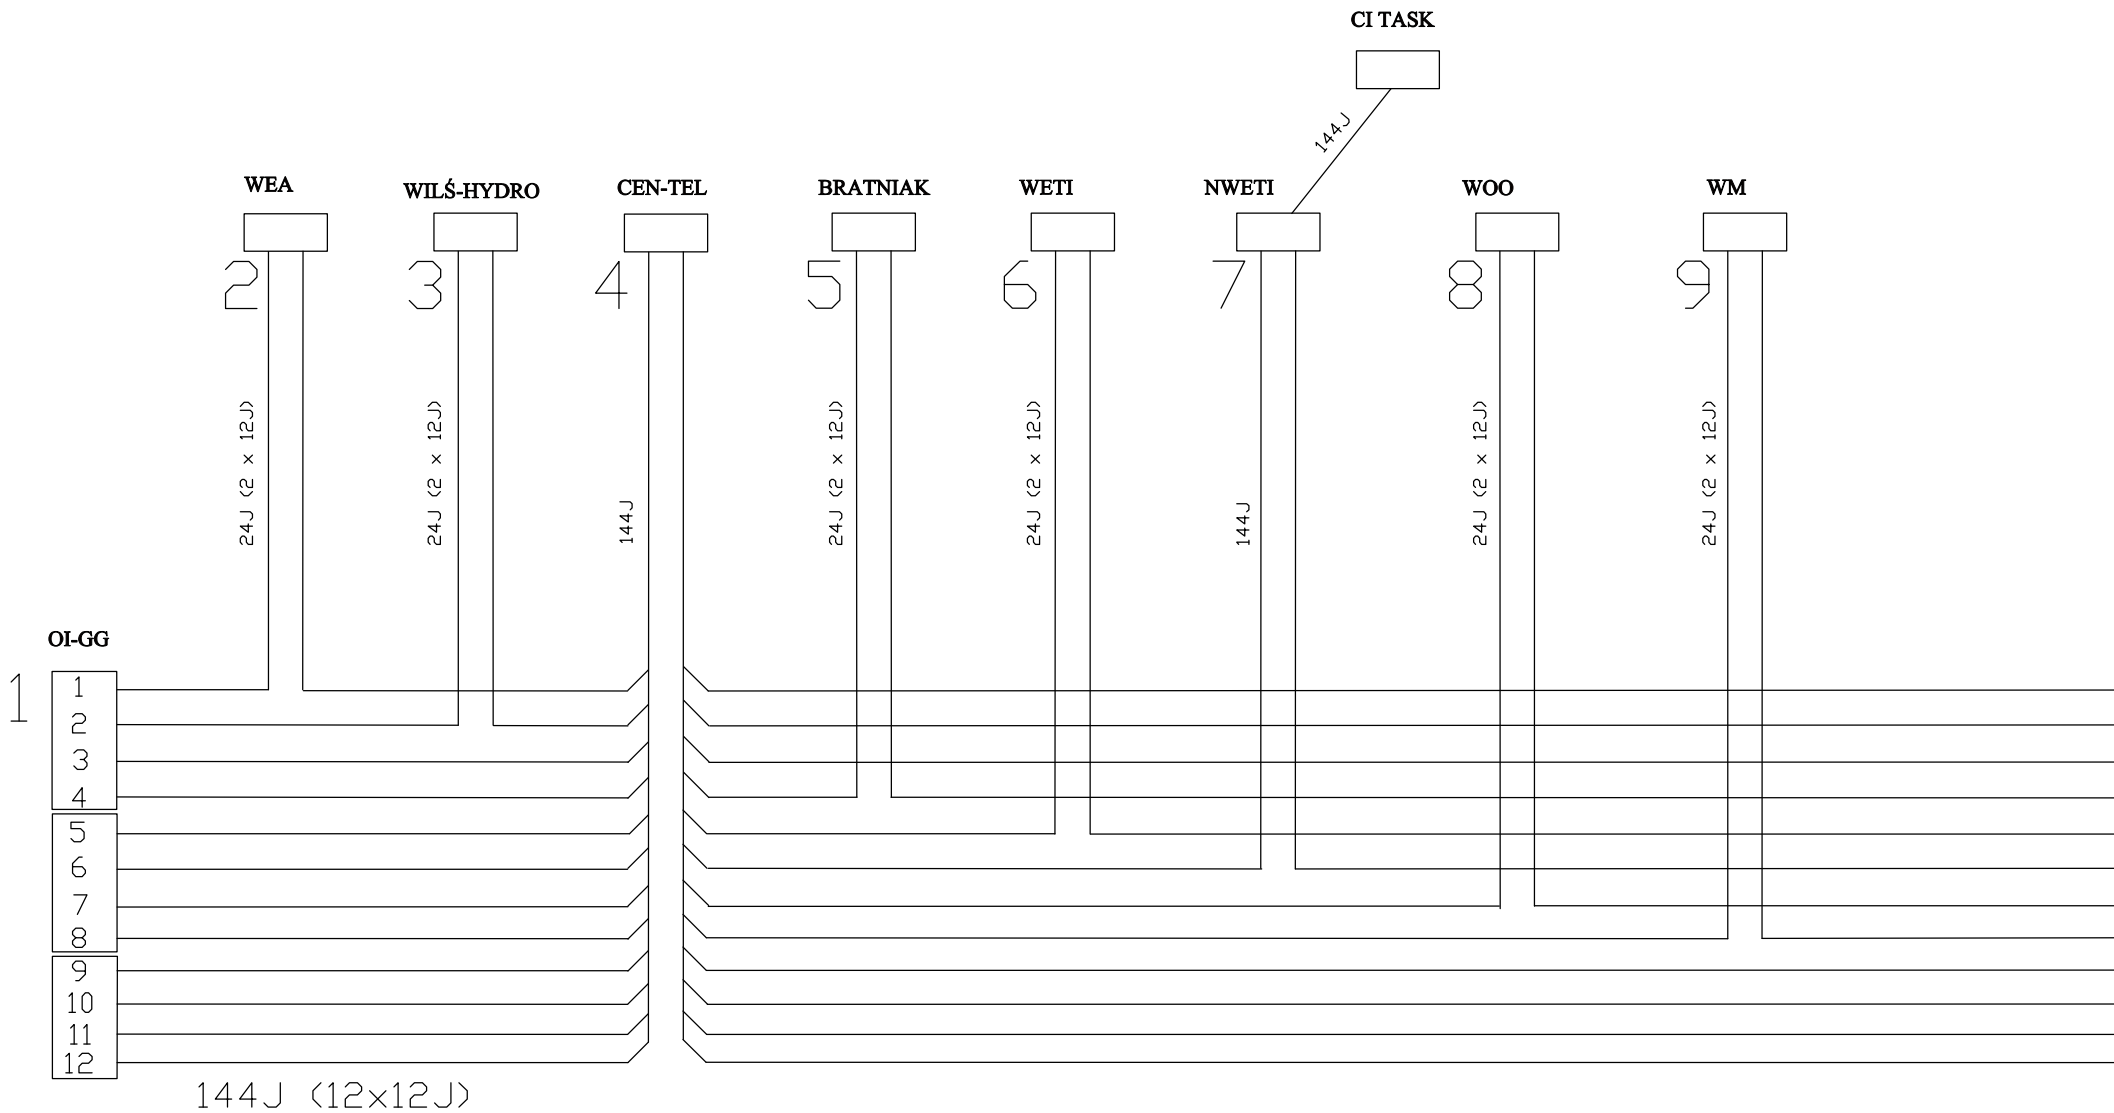 CI TASK
144J
WEA
WILŚ-HYDRO
CEN-TEL
BRATNIAK
WETI
NWETI
WOO
WM
2
3
4
5
6
7
8
9
24J (2 x 12J)
24J (2 x 12J)
144J
24J (2 x 12J)
24J (2 x 12J)
144J
24J (2 x 12J)
24J (2 x 12J)
OI-GG
1
1
2
3
4
5
6
7
8
9
10
11
12
144J (12x12J)